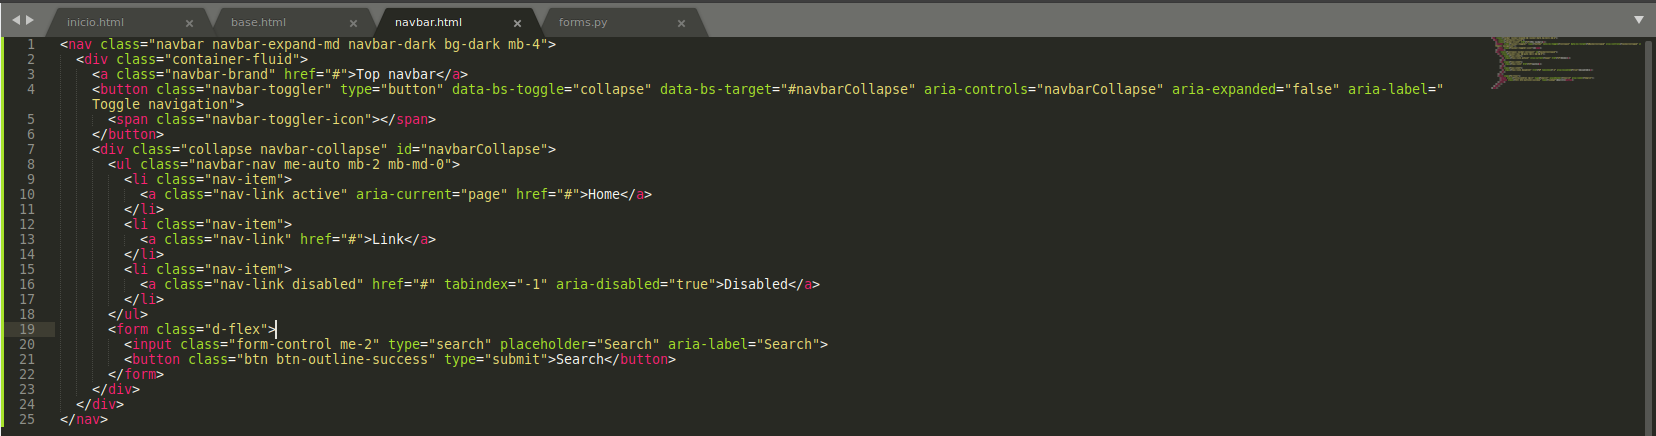 inicio.html × base.html × navbar.html × forms.py ×
1 <nav class="navbar navbar-expand-md navbar-dark bg-dark mb-4">
2 <div class="container-fluid">
3 <a class="navbar-brand" href="#">Top navbar</a>
4 <button class="navbar-toggler" type="button" data-bs-toggle="collapse" data-bs-target="#navbarCollapse" aria-controls="navbarCollapse" aria-expanded="false" aria-label="
Toggle navigation">
5 <span class="navbar-toggler-icon"></span>
6 </button>
7 <div class="collapse navbar-collapse" id="navbarCollapse">
8 <ul class="navbar-nav me-auto mb-2 mb-md-0">
9 <li class="nav-item">
10 <a class="nav-link active" aria-current="page" href="#">Home</a>
11 </li>
12 <li class="nav-item">
13 <a class="nav-link" href="#">Link</a>
14 </li>
15 <li class="nav-item">
16 <a class="nav-link disabled" href="#" tabindex="-1" aria-disabled="true">Disabled</a>
17 </li>
18 </ul>
19 <form class="d-flex">
20 <input class="form-control me-2" type="search" placeholder="Search" aria-label="Search">
21 <button class="btn btn-outline-success" type="submit">Search</button>
22 </form>
23 </div>
24 </div>
25 </nav>